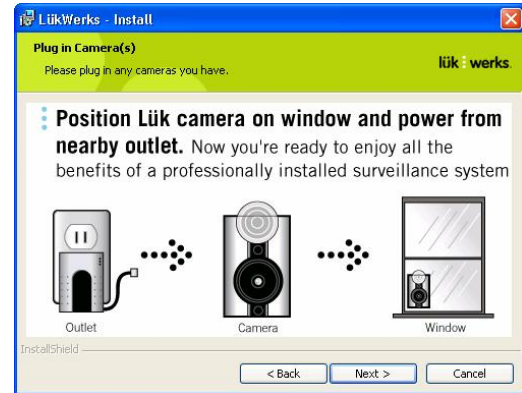 LükWerks - Install
Plug in Camera(s)
Please plug in any cameras you have.
lük werks.
Position Lük camera on window and power from
nearby outlet. Now you're ready to enjoy all the
benefits of a professionally installed surveillance system
Outlet
Camera
Window
InstallShield
< Back
Next >
Cancel